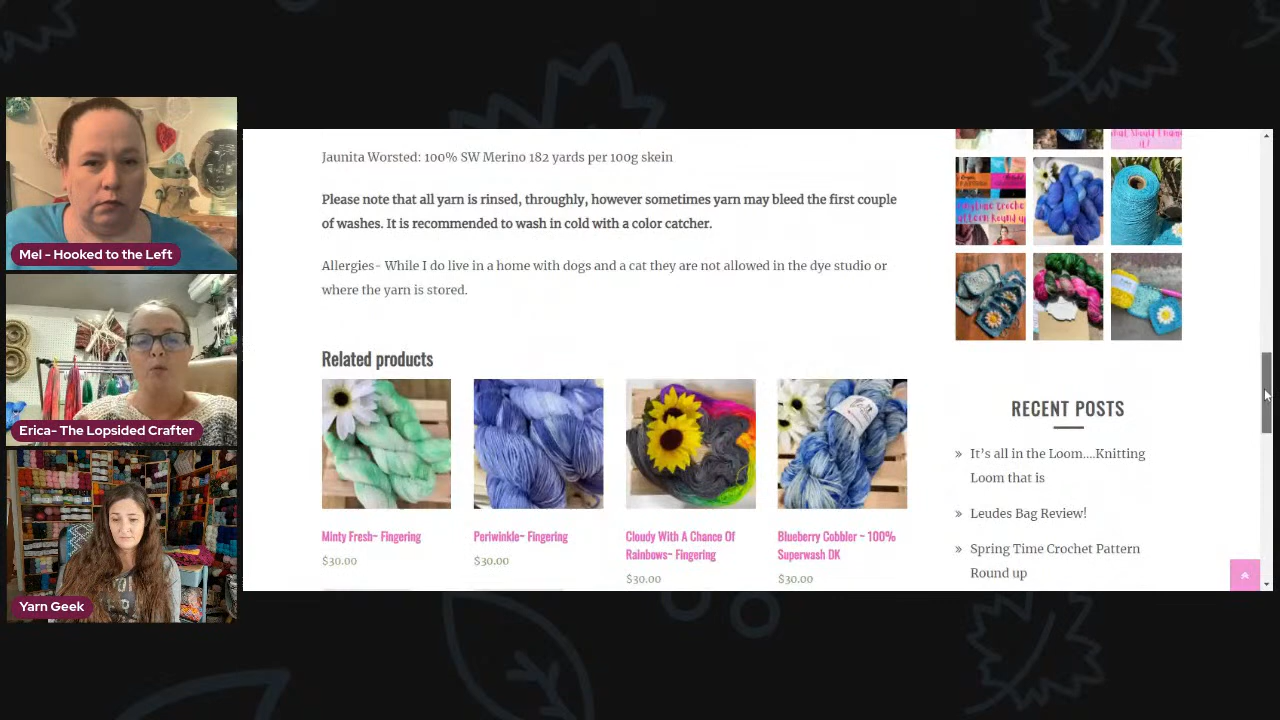 Mel - Hooked to the Left
Erica- The Lopsided Crafter
Yarn Geek
Jaunita Worsted: 100% SW Merino 182 yards per 100g skein
Please note that all yarn is rinsed, throughly, however sometimes yarn may bleed the first couple
of washes. It is recommended to wash in cold with a color catcher.
Allergies- While I do live in a home with dogs and a cat they are not allowed in the dye studio or
where the yarn is stored.
Related products
Minty Fresh~ Fingering
$30.00
Periwinkle~ Fingering
$30.00
Cloudy With A Chance Of
Rainbows~ Fingering
$30.00
Blueberry Cobbler ~ 100%
Superwash DK
$30.00
RECENT POSTS
» It’s all in the Loom….Knitting
Loom that is
» Leudes Bag Review!
» Spring Time Crochet Pattern
Round up